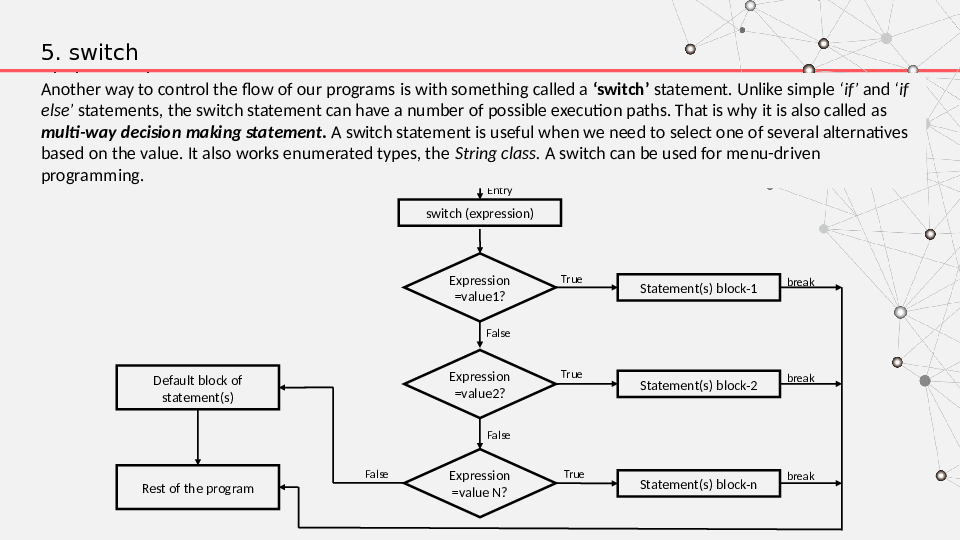 5. switch
Another way to control the flow of our programs is with something called a ‘switch’ statement. Unlike simple ‘if’ and ‘if
else’ statements, the switch statement can have a number of possible execution paths. That is why it is also called as
multi-way decision making statement. A switch statement is useful when we need to select one of several alternatives
based on the value. It also works enumerated types, the String class. A switch can be used for menu-driven
programming.
Entry
switch (expression)
Expression
=value1?
True
Statement(s) block-1
break
False
Expression
=value2?
True
Statement(s) block-2
break
Default block of
statement(s)
False
Expression
=value N?
False
True
Statement(s) block-n
break
Rest of the program